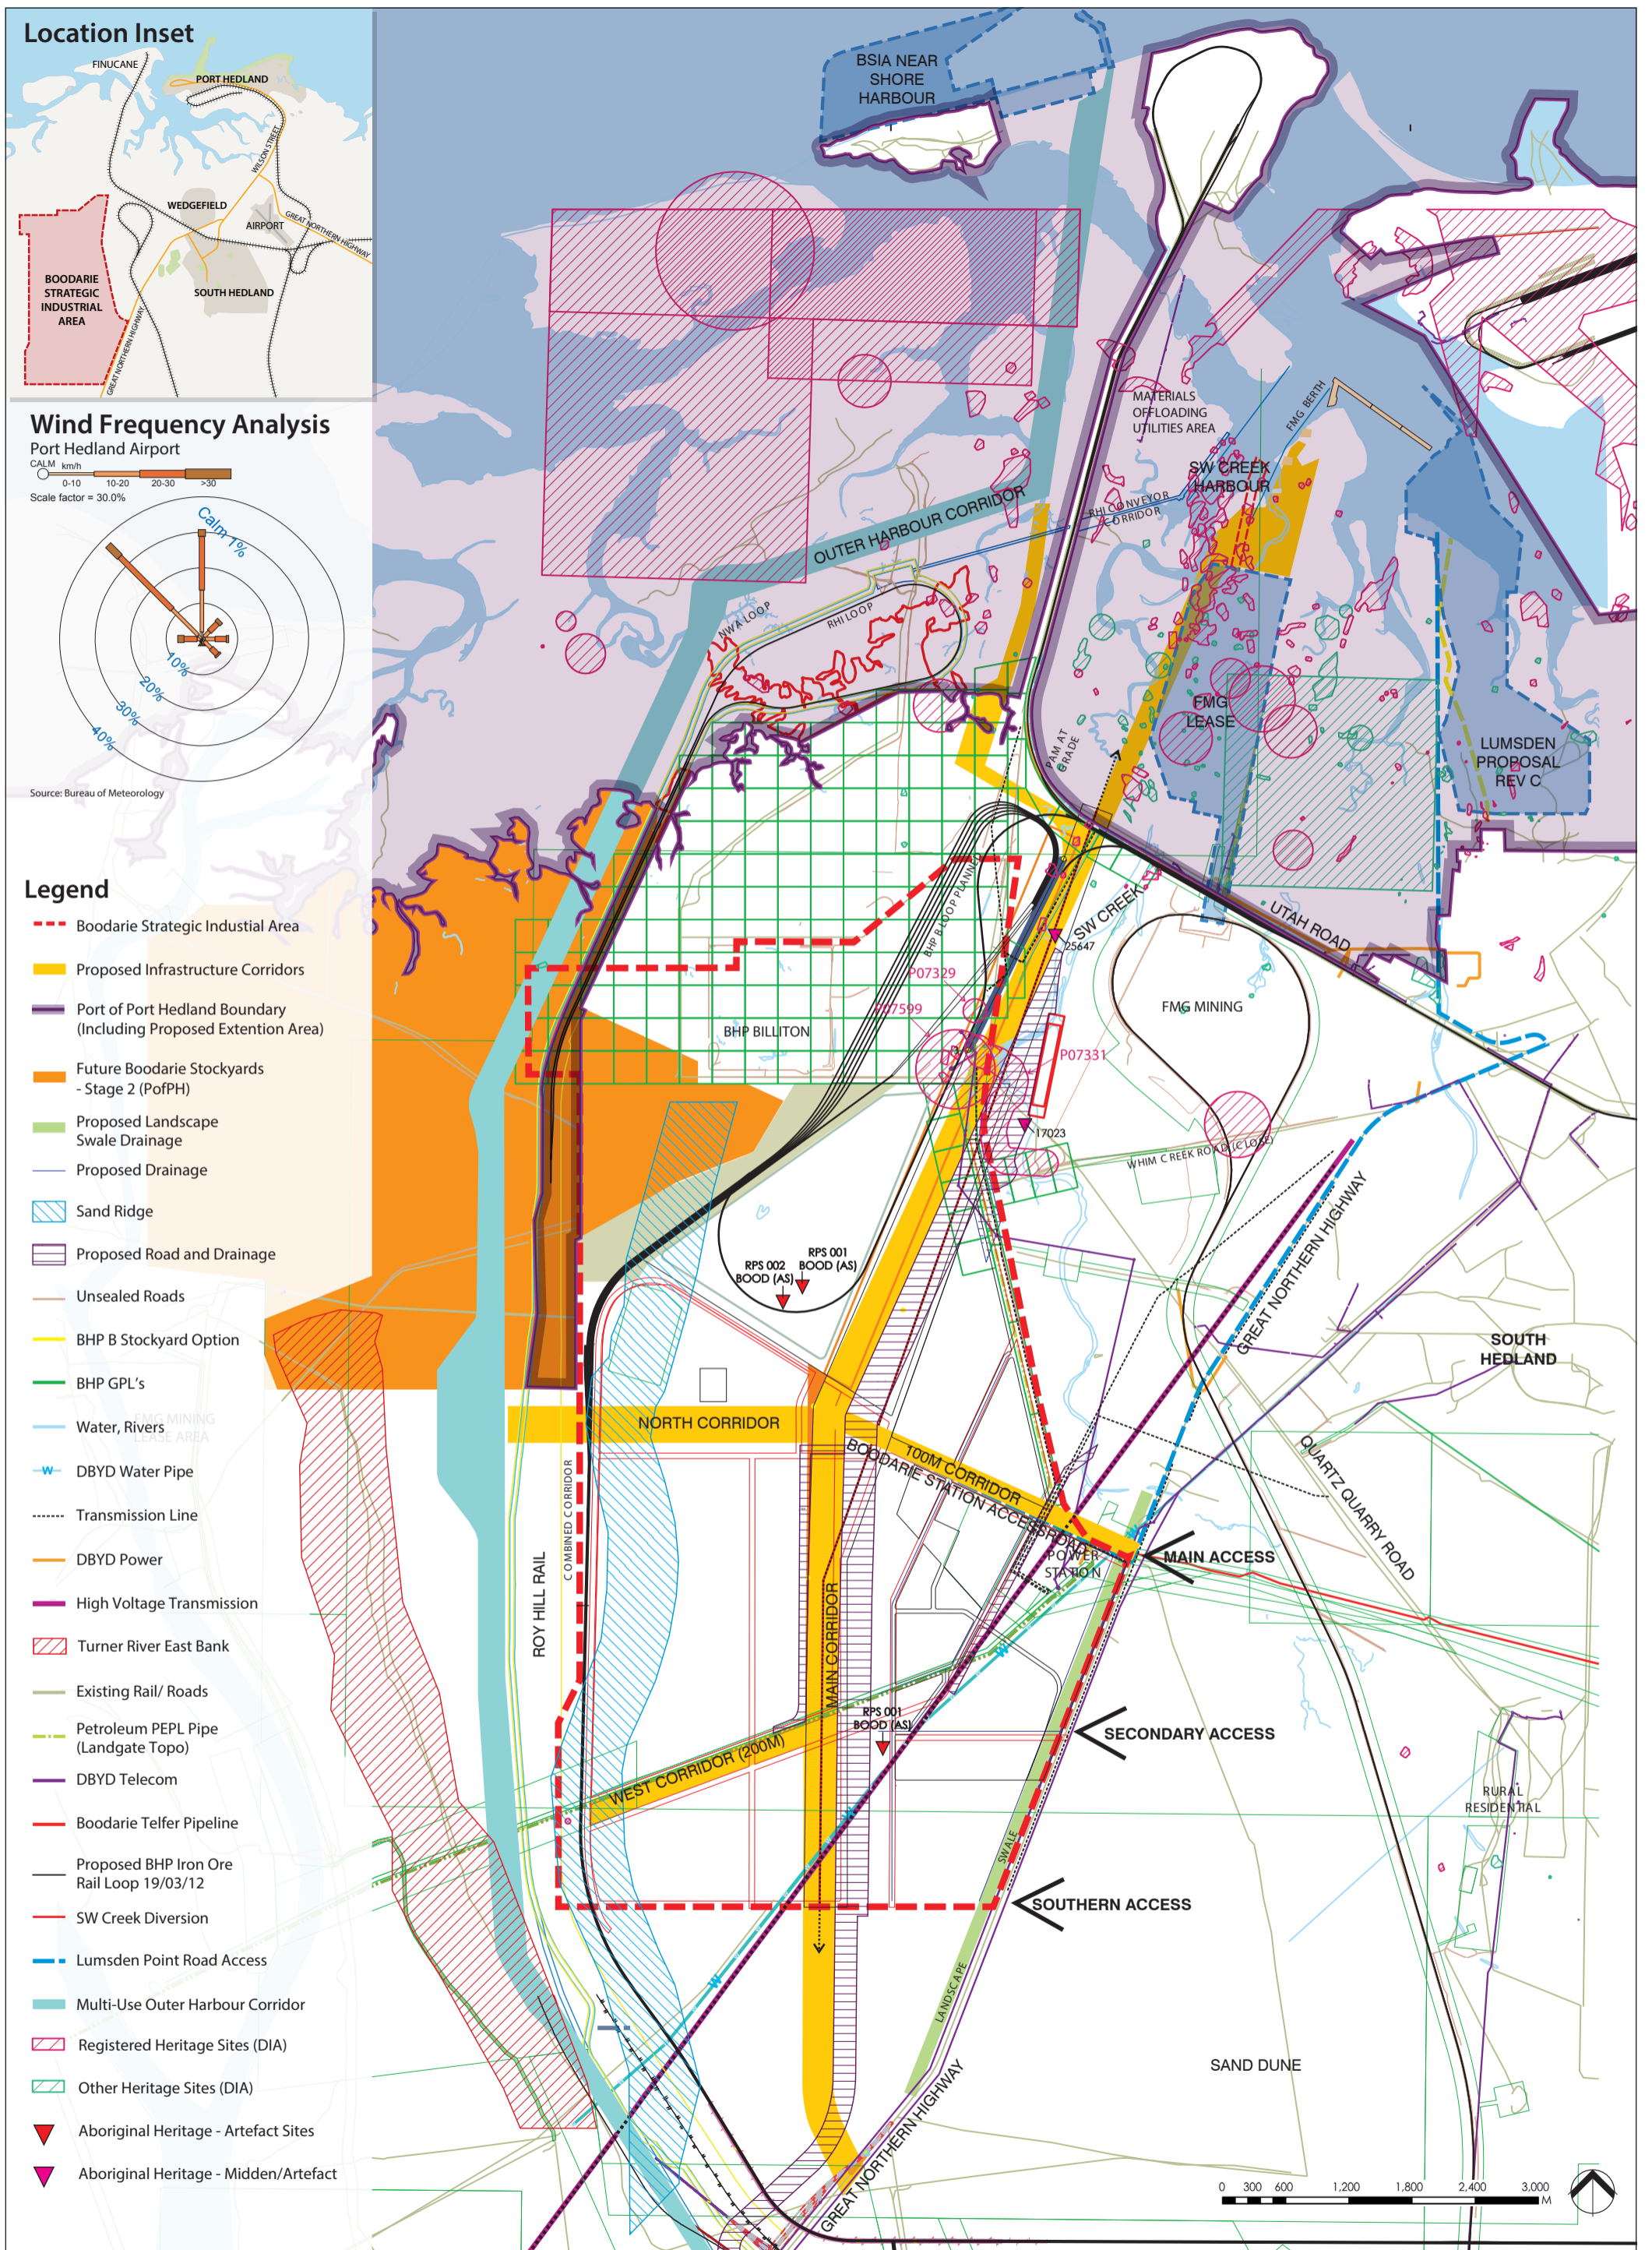 Location Inset
FINUCANE
PORT HEDLAND
WILSON STREET
WEDGEFIELD
AIRPORT
GREAT NORTHERN HIGHWAY
BOODARIE
STRATEGIC
INDUSTRIAL
AREA
SOUTH HEDLAND
GREAT NORTHERN HIGHWAY
Wind Frequency Analysis
Port Hedland Airport
CALM km/h
0-10 10-20 20-30 >30
Scale factor = 30.0%
Calm 1%
10%
20%
30%
40%
Source: Bureau of Meteorology
Legend
Boodarie Strategic Industial Area
Proposed Infrastructure Corridors
Port of Port Hedland Boundary
(Including Proposed Extention Area)
Future Boodarie Stockyards
- Stage 2 (PofPH)
Proposed Landscape
Swale Drainage
Proposed Drainage
Sand Ridge
Proposed Road and Drainage
Unsealed Roads
BHP B Stockyard Option
BHP GPL's
Water, Rivers
FMG MINING
LEASE AREA
W DBYD Water Pipe
Transmission Line
DBYD Power
High Voltage Transmission
Turner River East Bank
Existing Rail/ Roads
Petroleum PEPL Pipe
(Landgate Topo)
DBYD Telecom
Boodarie Telfer Pipeline
Proposed BHP Iron Ore
Rail Loop 19/03/12
SW Creek Diversion
Lumsden Point Road Access
Multi-Use Outer Harbour Corridor
Registered Heritage Sites (DIA)
Other Heritage Sites (DIA)
Aboriginal Heritage - Artefact Sites
Aboriginal Heritage - Midden/Artefact
BSIA NEAR
SHORE
HARBOUR
MATERIALS
OFFLOADING
UTILITIES AREA
FMG BERTH
SW CREEK
HARBOUR
RHI CONVEYOR
CORRIDOR
OUTER HARBOUR CORRIDOR
NWA LOOP
RHI LOOP
FMG
LEASE
PAM AT
GRADE
LUMSDEN
PROPOSAL
REV C
BHP B LOOP PLANNED
SW CREEK
UTAH ROAD
25647
P07329
P07599
BHP BILLITON
FMG MINING
P07331
17023
WHIM CREEK ROAD (CLOSE)
RPS 001
BOOD (AS)
RPS 002
BOOD (AS)
GREAT NORTHERN HIGHWAY
SOUTH
HEDLAND
NORTH CORRIDOR
100M CORRIDOR
BOODARIE STATION ACCESS ROAD
QUARTZ QUARRY ROAD
COMBINED CORRIDOR
ROY HILL RAIL
POWER
STATION
MAIN ACCESS
MAIN CORRIDOR
W
RPS 001
BOOD (AS)
SECONDARY ACCESS
WEST CORRIDOR (200M)
RURAL
RESIDENTIAL
W
SWALE
SOUTHERN ACCESS
W
LANDSCAPE
SAND DUNE
GREAT NORTHERN HIGHWAY
0 300 600 1,200 1,800 2,400 3,000
M